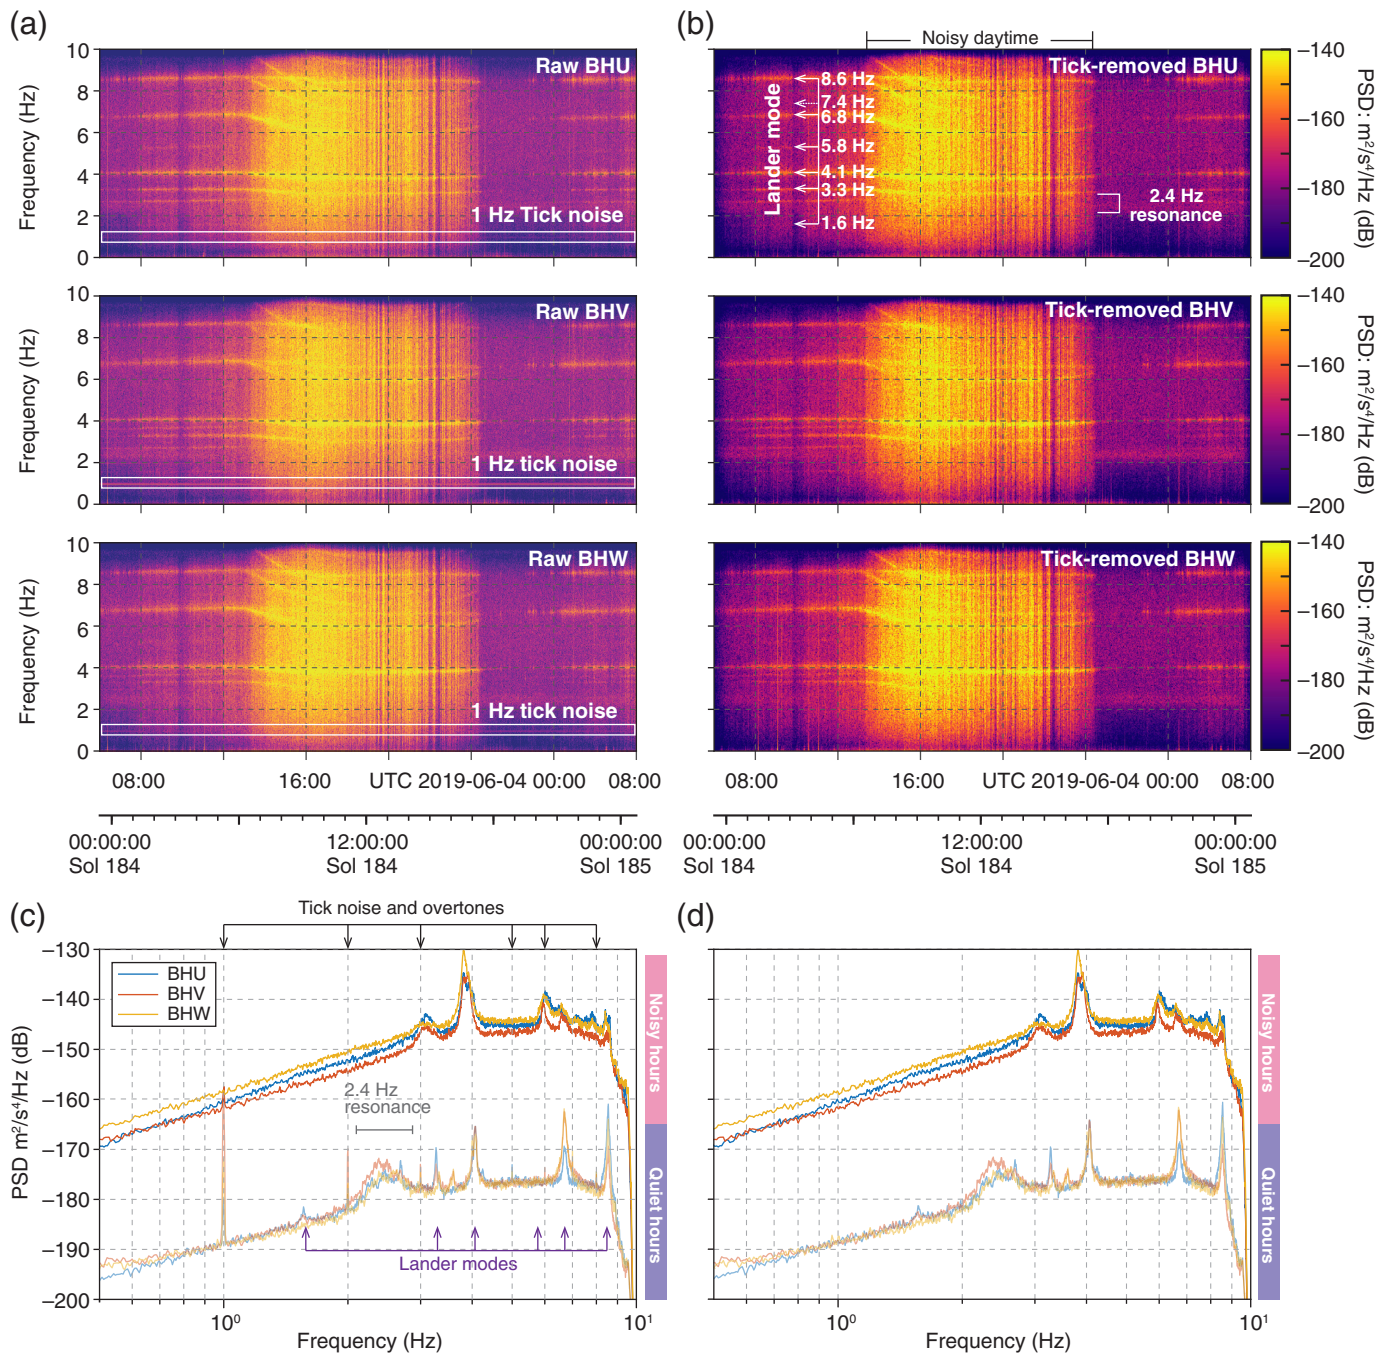 (a)
(b)
Noisy daytime
Raw BHU
1 Hz Tick noise
Frequency (Hz)
10
8
6
4
2
0
Tick-removed BHU
Lander mode
8.6 Hz
7.4 Hz
6.8 Hz
5.8 Hz
4.1 Hz
3.3 Hz
1.6 Hz
2.4 Hz
resonance
–140
–160
–180
–200
PSD: m²/s⁴/Hz (dB)
Raw BHV
1 Hz tick noise
Frequency (Hz)
10
8
6
4
2
0
Tick-removed BHV
–140
–160
–180
–200
PSD: m²/s⁴/Hz (dB)
Raw BHW
1 Hz tick noise
Frequency (Hz)
10
8
6
4
2
0
Tick-removed BHW
–140
–160
–180
–200
PSD: m²/s⁴/Hz (dB)
08:00 16:00 UTC 2019-06-04 00:00 08:00
08:00 16:00 UTC 2019-06-04 00:00 08:00
00:00:00 12:00:00 00:00:00
Sol 184 Sol 184 Sol 185
00:00:00 12:00:00 00:00:00
Sol 184 Sol 184 Sol 185
(c)
Tick noise and overtones
–130
–140
–150
–160
–170
–180
–190
–200
PSD m²/s⁴/Hz (dB)
BHU
BHV
BHW
2.4 Hz
resonance
Lander modes
Noisy hours
Quiet hours
10⁰ 10¹
Frequency (Hz)
(d)
Noisy hours
Quiet hours
10⁰ 10¹
Frequency (Hz)